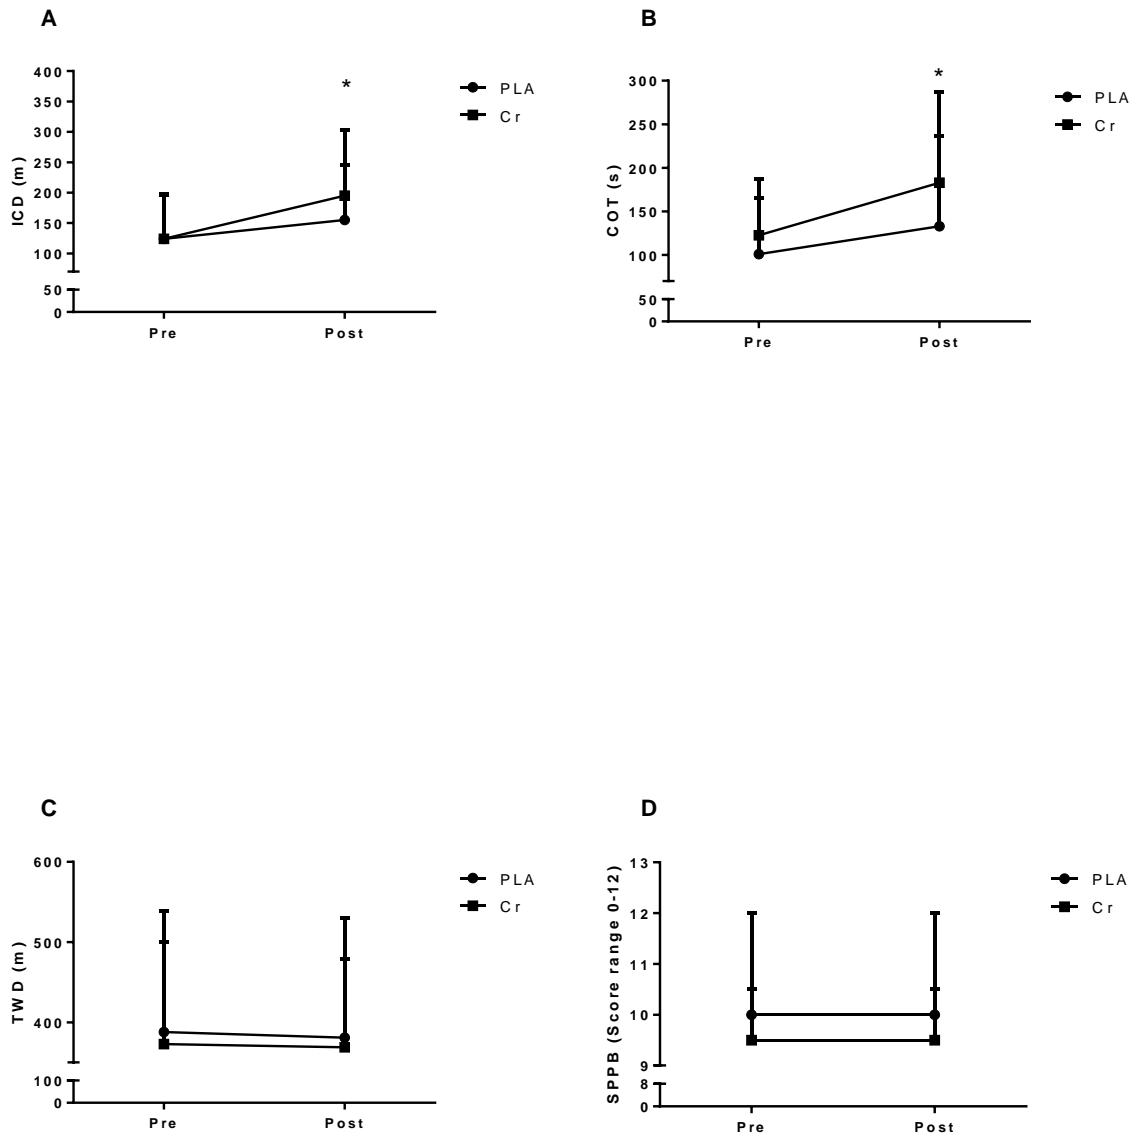 A
ICD (m)
400
350
300
250
200
150
100
50
0
*
Pre
Post
PLA
Cr
B
COT (s)
300
250
200
150
100
50
0
*
Pre
Post
PLA
Cr
C
TWD (m)
600
500
400
100
0
Pre
Post
PLA
Cr
D
SPPB (Score range 0-12)
13
12
11
10
9
8
0
Pre
Post
PLA
Cr